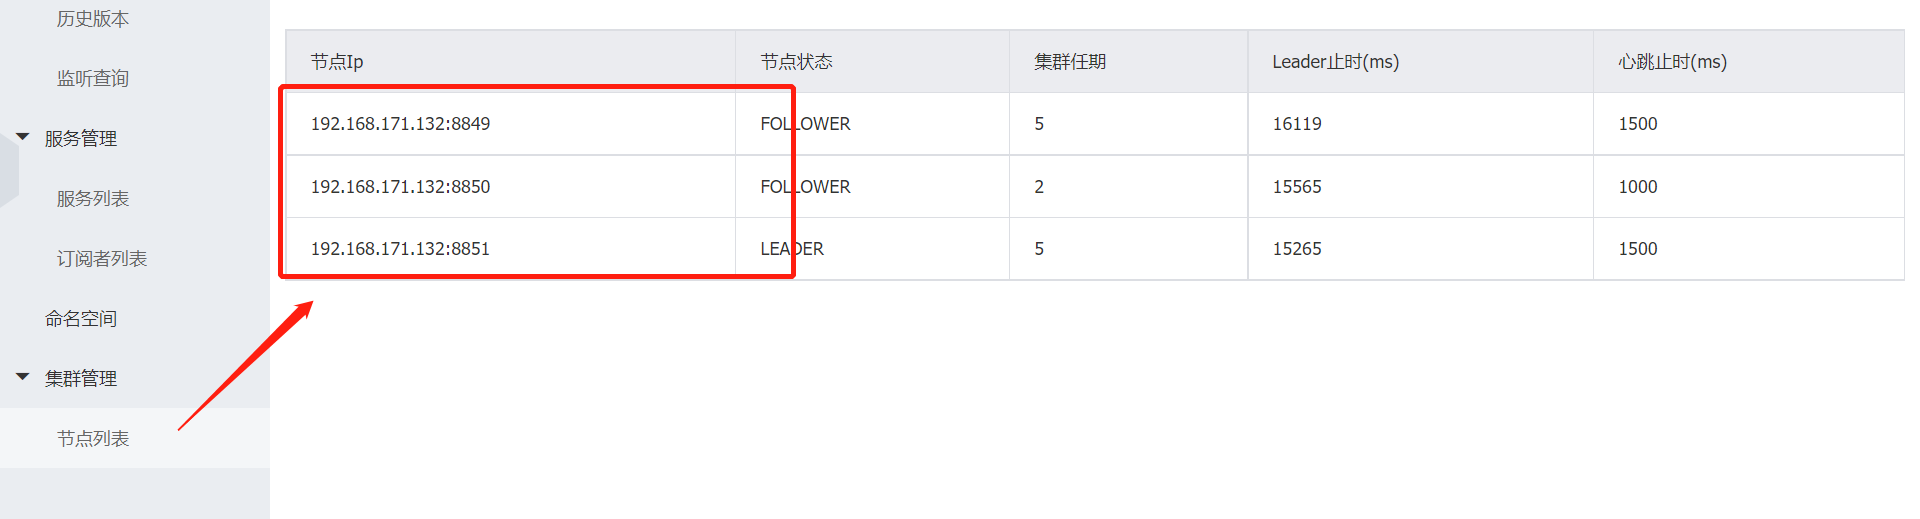 历史版本
监听查询
服务管理
服务列表
订阅者列表
命名空间
集群管理
节点列表
节点Ip 节点状态 集群任期 Leader止时(ms) 心跳止时(ms)
192.168.171.132:8849 FOLLOWER 5 16119 1500
192.168.171.132:8850 FOLLOWER 2 15565 1000
192.168.171.132:8851 LEADER 5 15265 1500